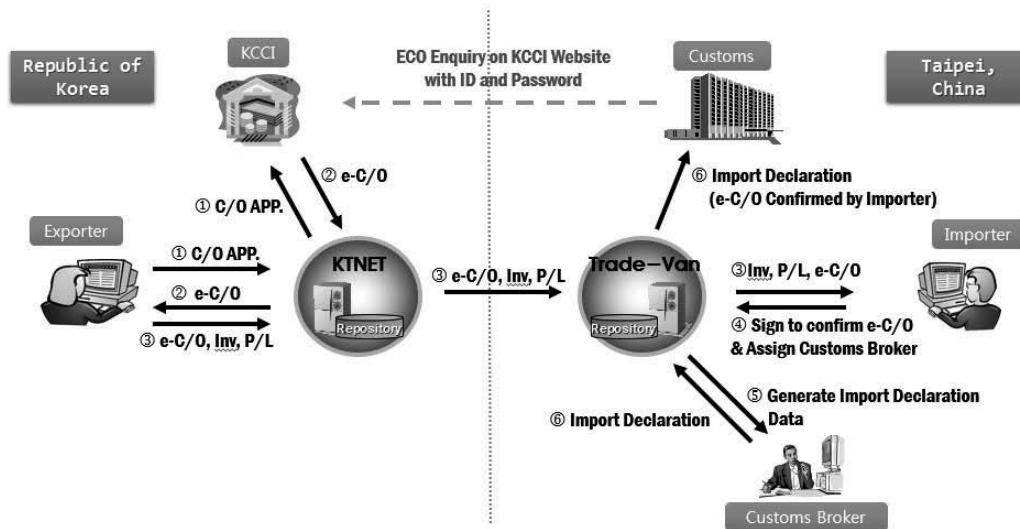 KCCI
ECO Enquiry on KCCI Website
with ID and Password
Customs
Republic of
Korea
Taipei,
China
② e-C/O
① C/O APP.
⑥ Import Declaration
(e-C/O Confirmed by Importer)
Exporter
① C/O APP.
② e-C/O
③ e-C/O, Inv, P/L
KTNET
Repository
③ e-C/O, Inv, P/L
Trade-Van
Repository
Importer
③Inv, P/L, e-C/O
④ Sign to confirm e-C/O
& Assign Customs Broker
⑤ Generate Import Declaration
Data
⑥ Import Declaration
Customs Broker